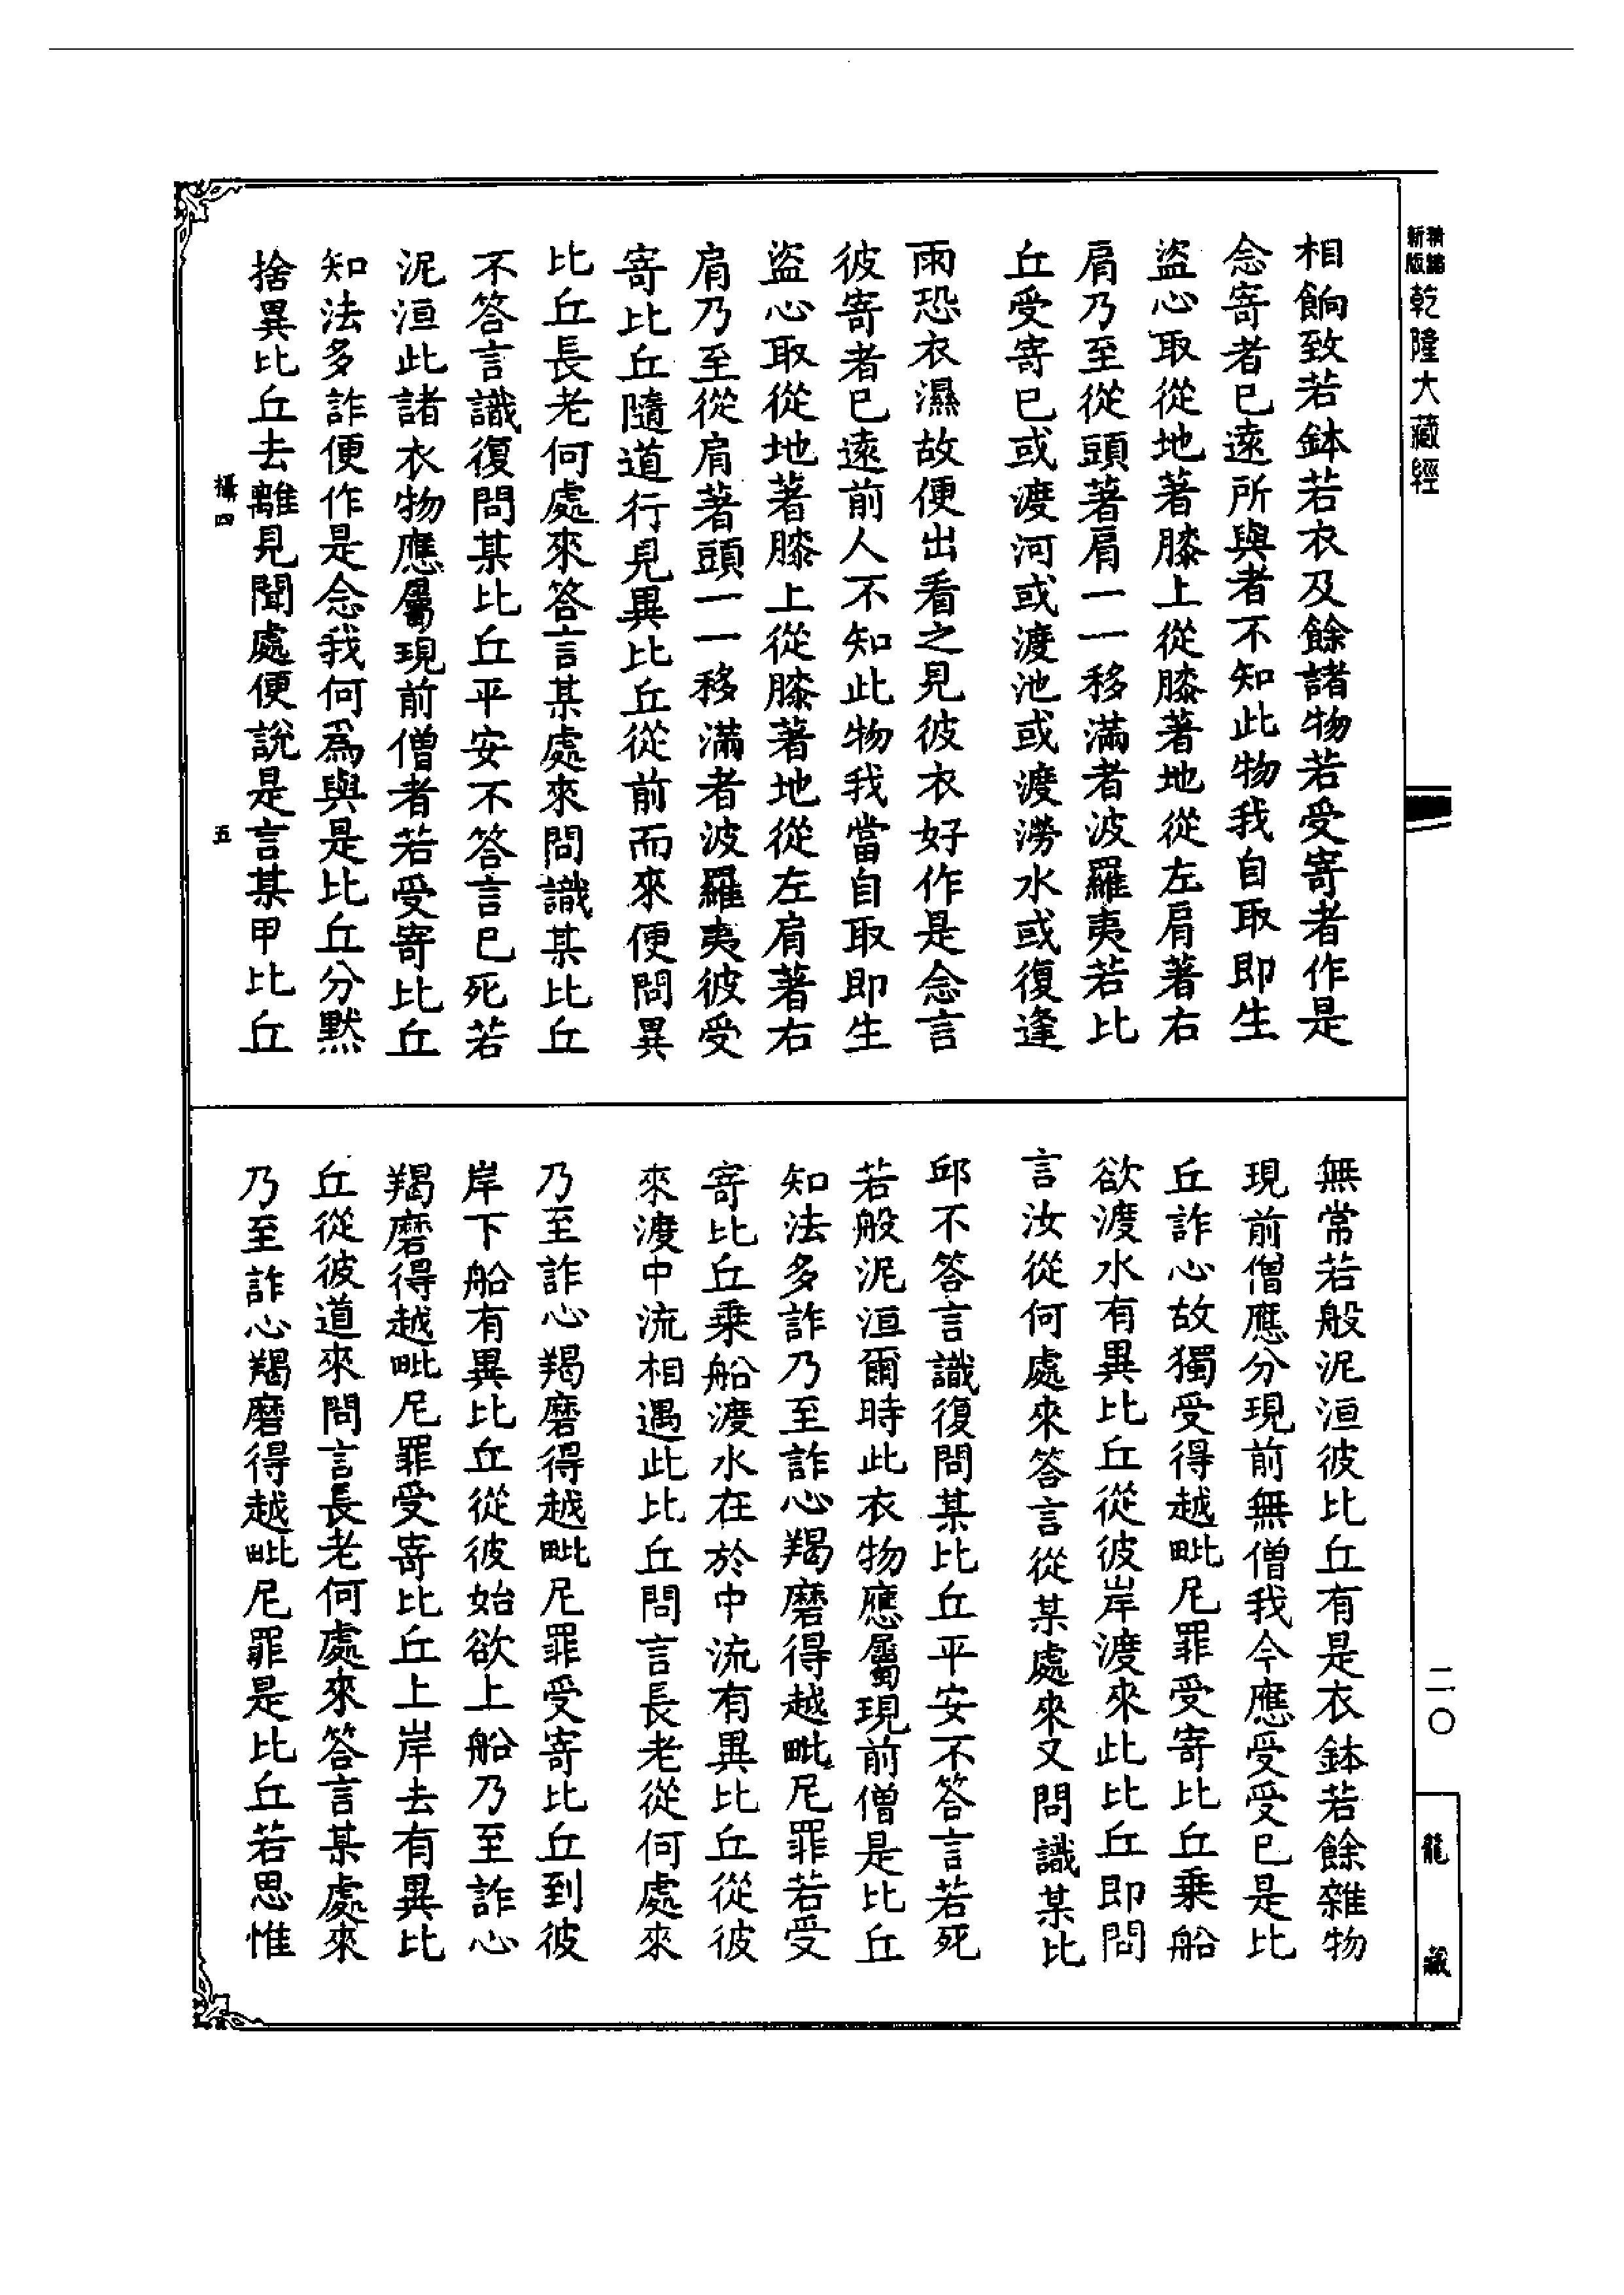 新版精縮乾隆大藏經
相餉致若鉢若衣及餘諸物若受寄者作是
念寄者已遠所與者不知此物我自取即生
盜心取從地著膝上從膝著地從左肩著右
肩乃至從頭著肩一一移滿者波羅夷若比
丘受寄已或渡河或渡池或渡澇水或復逢
雨恐衣濕故便出看之見彼衣好作是念言
彼寄者已遠前人不知此物我當自取即生
盜心取從地著膝上從膝著地從左肩著右
肩乃至從肩著頭一一移滿者波羅夷彼受
寄比丘隨道行見異比丘從前而來便問異
比丘長老何處來答言某處來問識某比丘
不答言識復問某比丘平安不答言已死若
泥洹此諸衣物應屬現前僧者若受寄比丘
知法多詐便作是念我何為與是比丘分默
捨異比丘去離見聞處便說是言某甲比丘
攝四
五
無常若般泥洹彼比丘有是衣鉢若餘雜物
現前僧應分現前無僧我今應受受已是比
丘詐心故獨受得越毗尼罪受寄比丘乘船
欲渡水有異比丘從彼岸渡來此比丘即問
言汝從何處來答言從某處來又問識某比
邱不答言識復問某比丘平安不答言若死
若般泥洹爾時此衣物應屬現前僧是比丘
知法多詐乃至詐心羯磨得越毗尼罪若受
寄比丘乘船渡水在於中流有異比丘從彼
來渡中流相遇此比丘問言長老從何處來
乃至詐心羯磨得越毗尼罪受寄比丘到彼
岸下船有異比丘從彼始欲上船乃至詐心
羯磨得越毗尼罪受寄比丘上岸去有異比
丘從彼道來問言長老何處來答言某處來
乃至詐心羯磨得越毗尼罪是比丘若思惟
二〇
龍藏